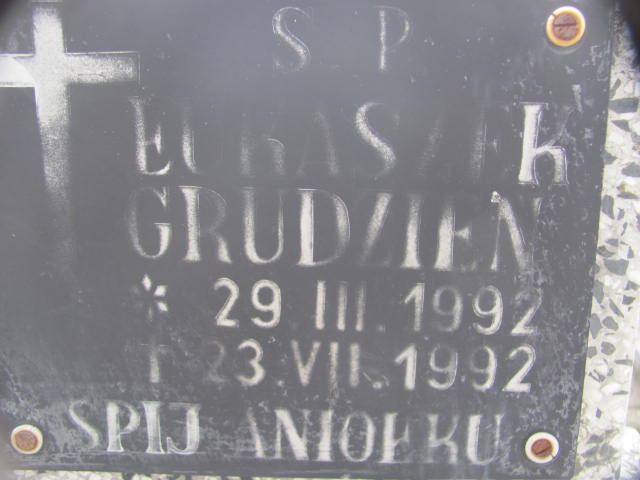 Ś P
ŁUKASZEK
GRUDZIEŃ
* 29.III.1992
† 23.VII.1992
ŚPIJ ANIOŁKU